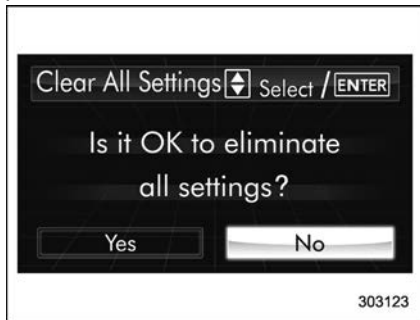 Clear All Settings Select / ENTER
Is it OK to eliminate
all settings?
Yes No
303123